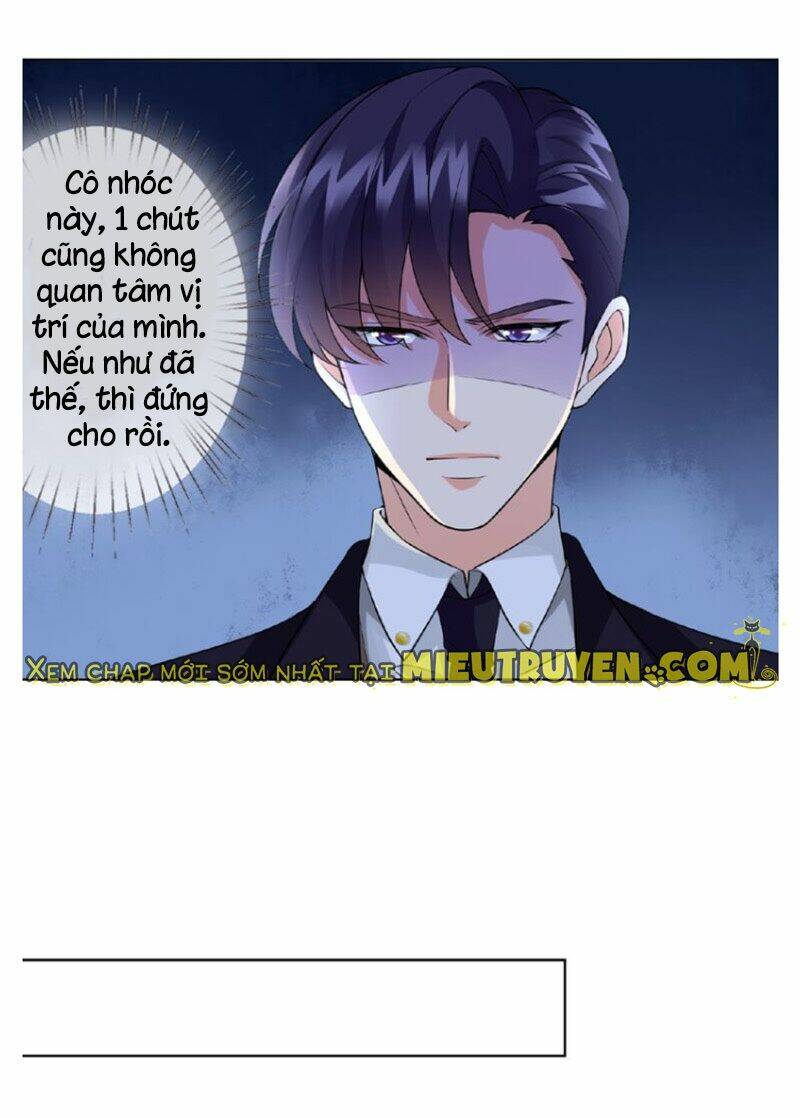 Cô nhóc
này, 1 chút
cũng không
quan tâm vị
trí của mình.
Nếu như đã
thế, thì đứng
cho rồi.
XEM CHAP MỚI SỚM NHẤT TẠI MIEUTRUYEN.COM